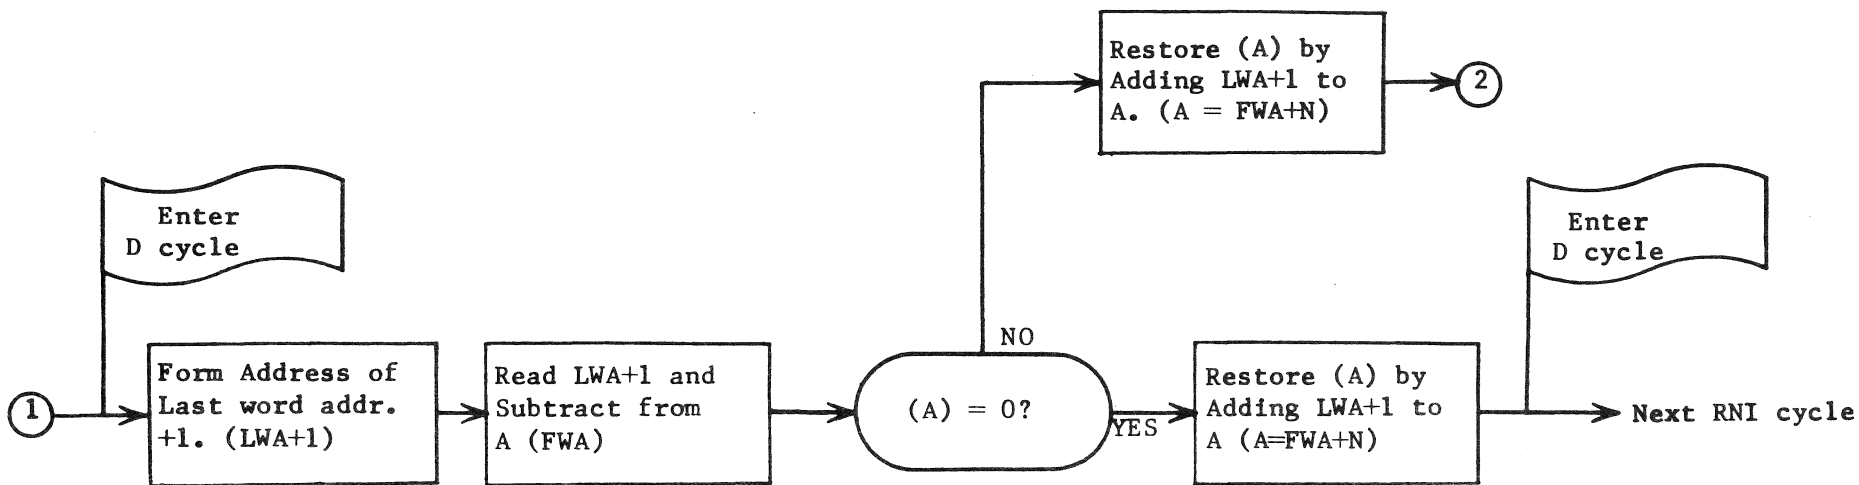 Restore (A) by
Adding LWA+1 to
A. (A = FWA+N)
2
Enter
D cycle
Enter
D cycle
NO
1
Form Address of
Last word addr.
+1. (LWA+1)
Read LWA+1 and
Subtract from
A (FWA)
(A) = 0?
YES
Restore (A) by
Adding LWA+1 to
A (A=FWA+N)
Next RNI cycle